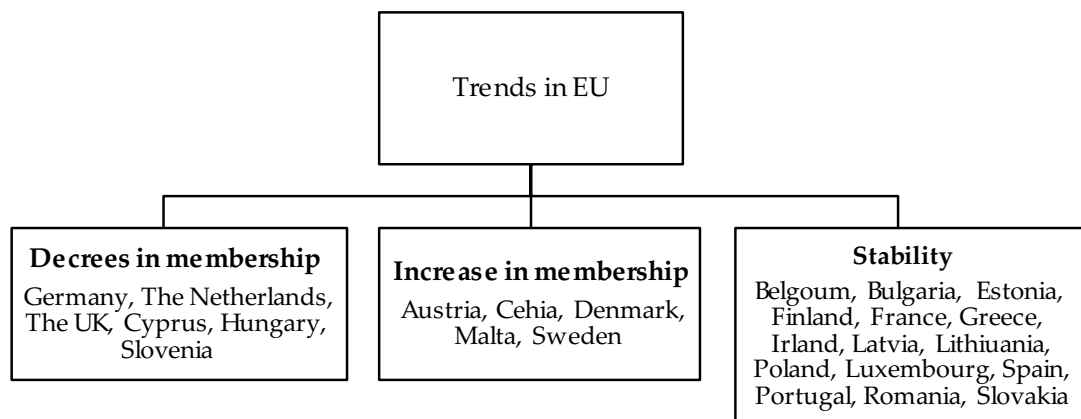 Trends in EU
Decrees in membership
Germany, The Netherlands,
The UK, Cyprus, Hungary,
Slovenia
Increase in membership
Austria, Cehia, Denmark,
Malta, Sweden
Stability
Belgoum, Bulgaria, Estonia,
Finland, France, Greece,
Irland, Latvia, Lithiuania,
Poland, Luxembourg, Spain,
Portugal, Romania, Slovakia